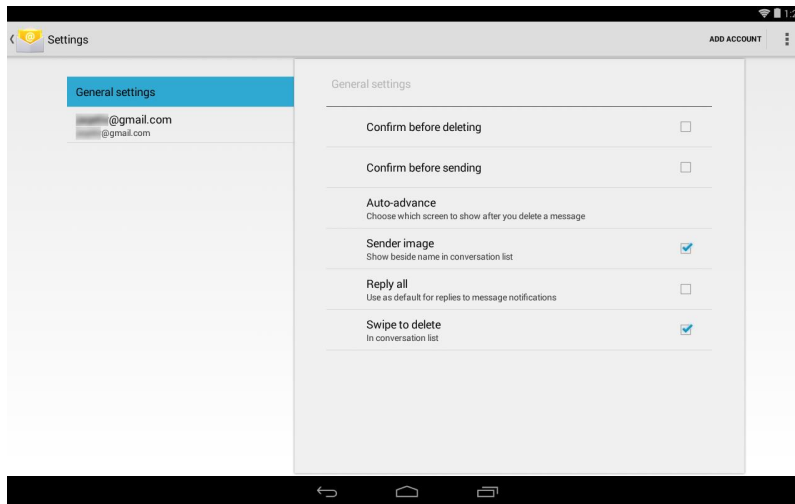 1:2
Settings
ADD ACCOUNT
General settings
@gmail.com
@gmail.com
General settings
Confirm before deleting
Confirm before sending
Auto-advance
Choose which screen to show after you delete a message
Sender image
Show beside name in conversation list
Reply all
Use as default for replies to message notifications
Swipe to delete
In conversation list